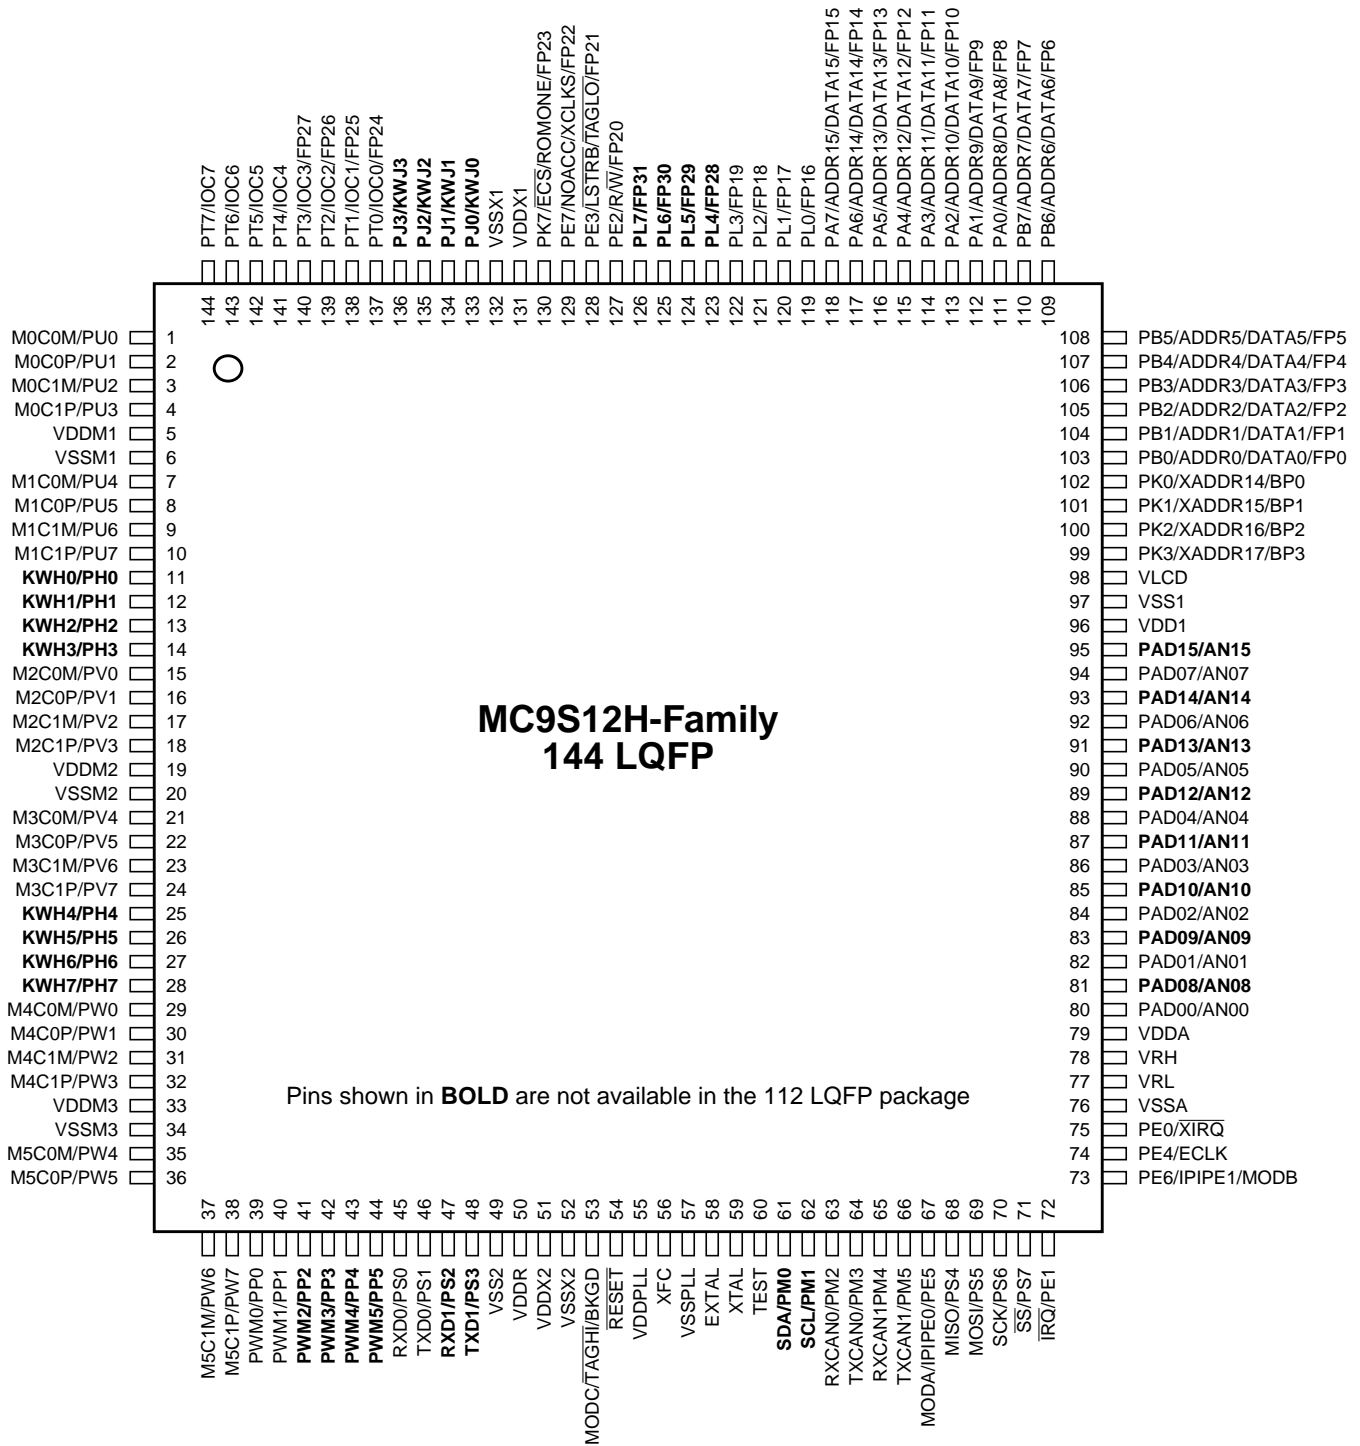 PT7/IOC7
PT6/IOC6
PT5/IOC5
PT4/IOC4
PT3/IOC3/FP27
PT2/IOC2/FP26
PT1/IOC1/FP25
PT0/IOC0/FP24
PJ3/KWJ3
PJ2/KWJ2
PJ1/KWJ1
PJ0/KWJ0
VSSX1
VDDX1
PK7/ECS/ROMONE/FP23
PE7/NOACC/XCLKS/FP22
PE3/LSTRB/TAGLO/FP21
PE2/R/W/FP20
PL7/FP31
PL6/FP30
PL5/FP29
PL4/FP28
PL3/FP19
PL2/FP18
PL1/FP17
PL0/FP16
PA7/ADDR15/DATA15/FP15
PA6/ADDR14/DATA14/FP14
PA5/ADDR13/DATA13/FP13
PA4/ADDR12/DATA12/FP12
PA3/ADDR11/DATA11/FP11
PA2/ADDR10/DATA10/FP10
PA1/ADDR9/DATA9/FP9
PA0/ADDR8/DATA8/FP8
PB7/ADDR7/DATA7/FP7
PB6/ADDR6/DATA6/FP6
144
143
142
141
140
139
138
137
136
135
134
133
132
131
130
129
128
127
126
125
124
123
122
121
120
119
118
117
116
115
114
113
112
111
110
109
M0C0M/PU0 1
M0C0P/PU1 2
M0C1M/PU2 3
M0C1P/PU3 4
VDDM1 5
VSSM1 6
M1C0M/PU4 7
M1C0P/PU5 8
M1C1M/PU6 9
M1C1P/PU7 10
KWH0/PH0 11
KWH1/PH1 12
KWH2/PH2 13
KWH3/PH3 14
M2C0M/PV0 15
M2C0P/PV1 16
M2C1M/PV2 17
M2C1P/PV3 18
VDDM2 19
VSSM2 20
M3C0M/PV4 21
M3C0P/PV5 22
M3C1M/PV6 23
M3C1P/PV7 24
KWH4/PH4 25
KWH5/PH5 26
KWH6/PH6 27
KWH7/PH7 28
M4C0M/PW0 29
M4C0P/PW1 30
M4C1M/PW2 31
M4C1P/PW3 32
VDDM3 33
VSSM3 34
M5C0M/PW4 35
M5C0P/PW5 36
MC9S12H-Family
144 LQFP
Pins shown in BOLD are not available in the 112 LQFP package
108 PB5/ADDR5/DATA5/FP5
107 PB4/ADDR4/DATA4/FP4
106 PB3/ADDR3/DATA3/FP3
105 PB2/ADDR2/DATA2/FP2
104 PB1/ADDR1/DATA1/FP1
103 PB0/ADDR0/DATA0/FP0
102 PK0/XADDR14/BP0
101 PK1/XADDR15/BP1
100 PK2/XADDR16/BP2
99 PK3/XADDR17/BP3
98 VLCD
97 VSS1
96 VDD1
95 PAD15/AN15
94 PAD07/AN07
93 PAD14/AN14
92 PAD06/AN06
91 PAD13/AN13
90 PAD05/AN05
89 PAD12/AN12
88 PAD04/AN04
87 PAD11/AN11
86 PAD03/AN03
85 PAD10/AN10
84 PAD02/AN02
83 PAD09/AN09
82 PAD01/AN01
81 PAD08/AN08
80 PAD00/AN00
79 VDDA
78 VRH
77 VRL
76 VSSA
75 PE0/XIRQ
74 PE4/ECLK
73 PE6/IPIPE1/MODB
37
38
39
40
41
42
43
44
45
46
47
48
49
50
51
52
53
54
55
56
57
58
59
60
61
62
63
64
65
66
67
68
69
70
71
72
M5C1M/PW6
M5C1P/PW7
PWM0/PP0
PWM1/PP1
PWM2/PP2
PWM3/PP3
PWM4/PP4
PWM5/PP5
RXD0/PS0
TXD0/PS1
RXD1/PS2
TXD1/PS3
VSS2
VDDR
VDDX2
VSSX2
MODC/TAGHI/BKGD
RESET
VDDPLL
XFC
VSSPLL
EXTAL
XTAL
TEST
SDA/PM0
SCL/PM1
RXCAN0/PM2
TXCAN0/PM3
RXCAN1PM4
TXCAN1/PM5
MODA/IPIPE0/PE5
MISO/PS4
MOSI/PS5
SCK/PS6
SS/PS7
IRQ/PE1